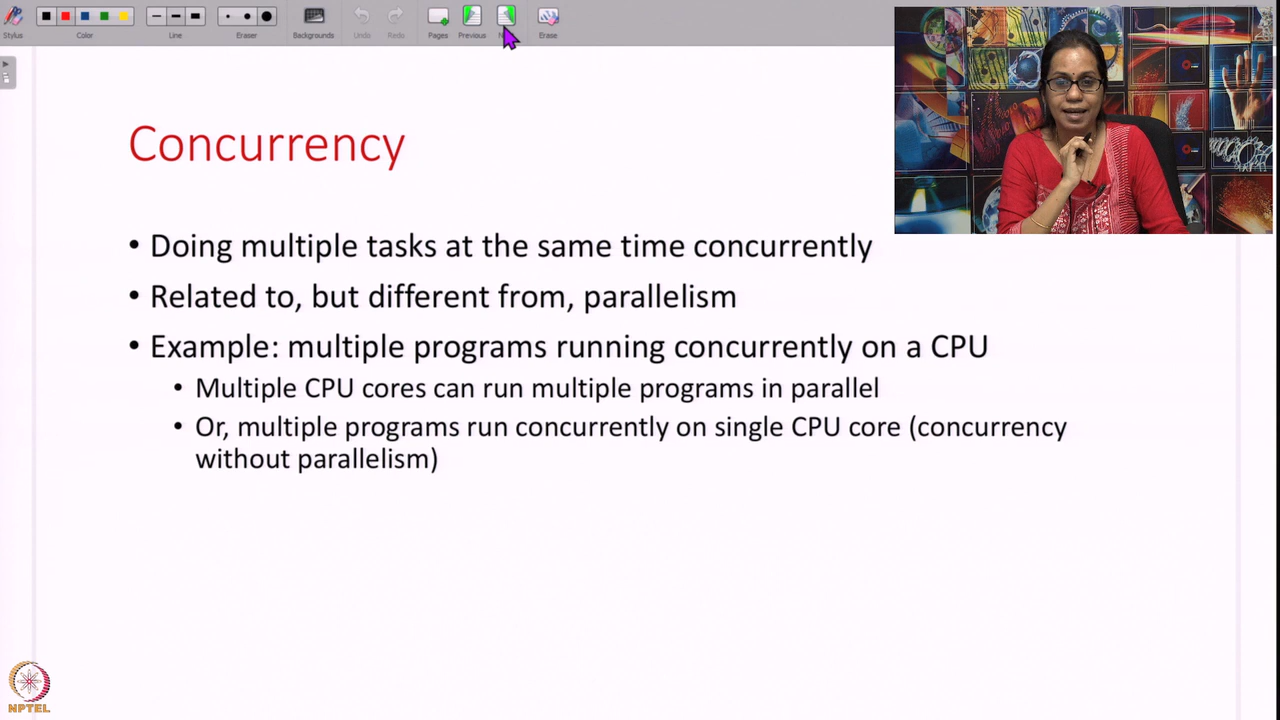 Stylus
Color
Line
Eraser
Backgrounds
Undo
Redo
Pages
Previous
Erase
Concurrency
• Doing multiple tasks at the same time concurrently
• Related to, but different from, parallelism
• Example: multiple programs running concurrently on a CPU
• Multiple CPU cores can run multiple programs in parallel
• Or, multiple programs run concurrently on single CPU core (concurrency
without parallelism)
NPTEL